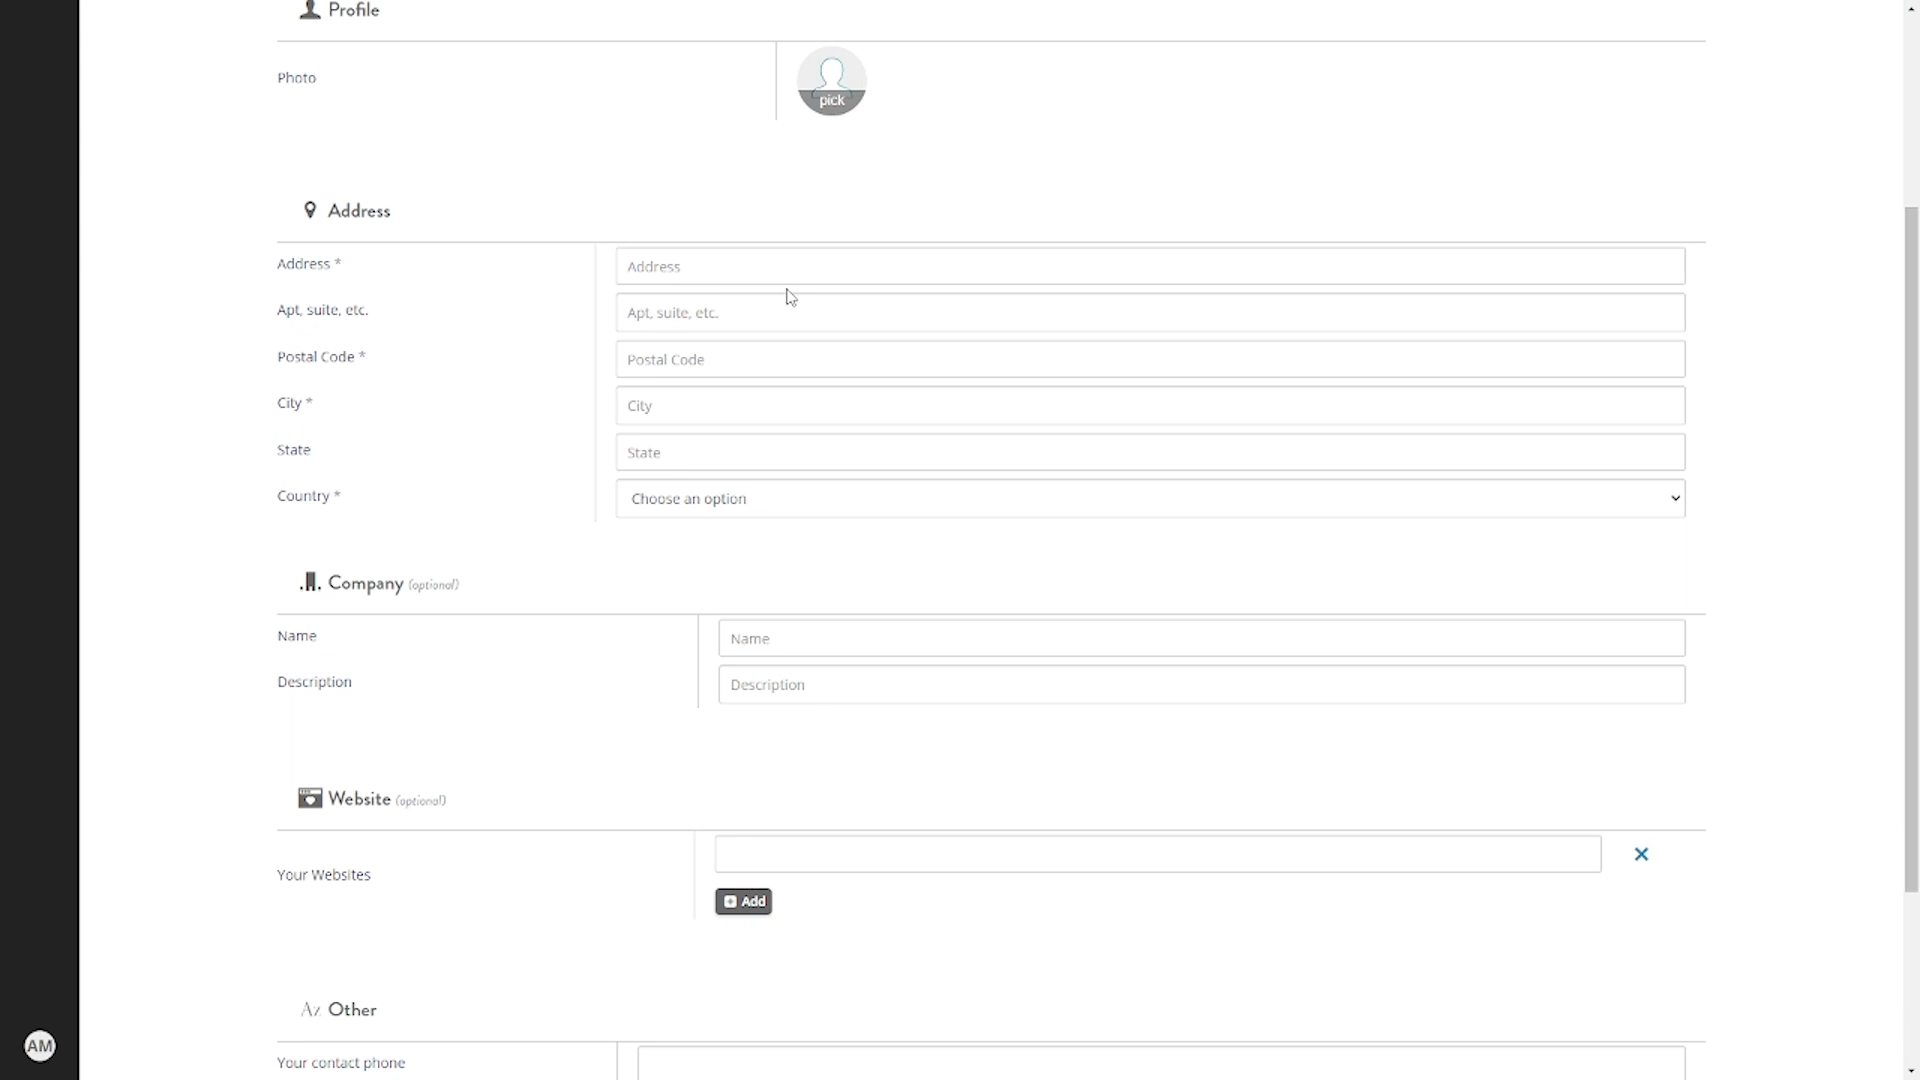 Profile
Photo
pick
Address
Address *
Address
Apt, suite, etc.
Apt, suite, etc.
Postal Code *
Postal Code
City *
City
State
State
Country *
Choose an option
Company (optional)
Name
Name
Description
Description
Website (optional)
Your Websites
Add
Az Other
AM
Your contact phone